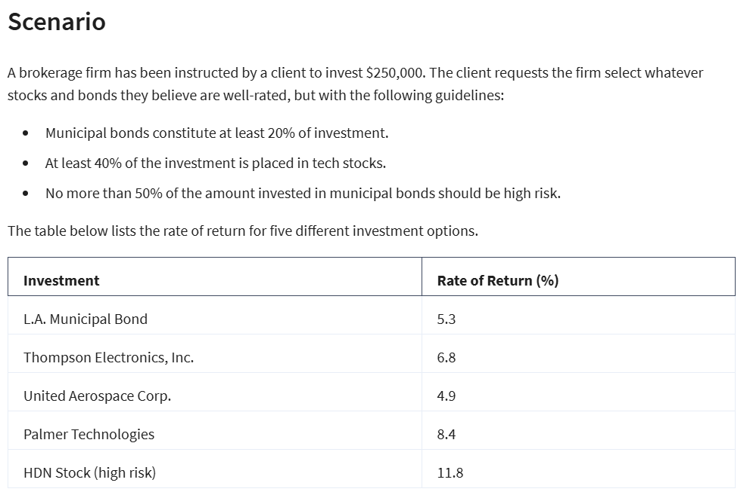 Scenario
A brokerage firm has been instructed by a client to invest $250,000. The client requests the firm select whatever
stocks and bonds they believe are well-rated, but with the following guidelines:
• Municipal bonds constitute at least 20% of investment.
• At least 40% of the investment is placed in tech stocks.
• No more than 50% of the amount invested in municipal bonds should be high risk.
The table below lists the rate of return for five different investment options.
Investment Rate of Return (%)
L.A. Municipal Bond 5.3
Thompson Electronics, Inc. 6.8
United Aerospace Corp. 4.9
Palmer Technologies 8.4
HDN Stock (high risk) 11.8